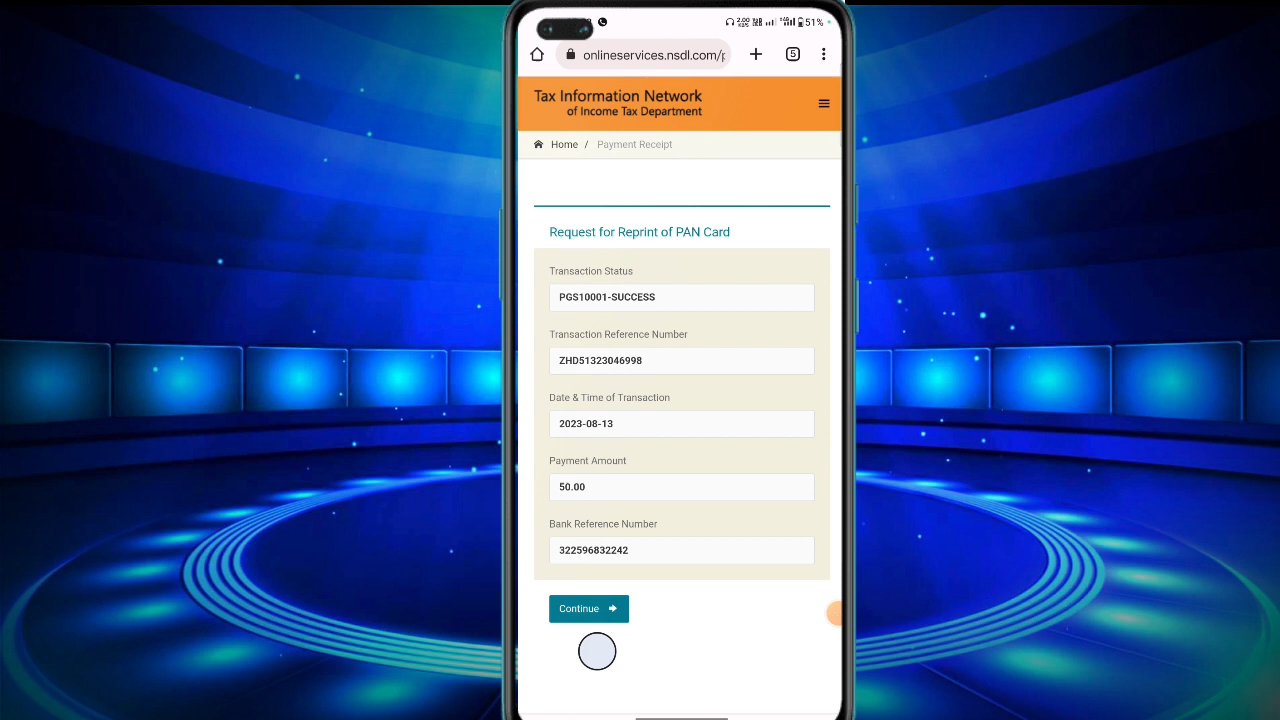 51%
onlineservices.nsdl.com/p
5
Tax Information Network
of Income Tax Department
Home / Payment Receipt
Request for Reprint of PAN Card
Transaction Status
PGS10001-SUCCESS
Transaction Reference Number
ZHD51323046998
Date & Time of Transaction
2023-08-13
Payment Amount
50.00
Bank Reference Number
322596832242
Continue